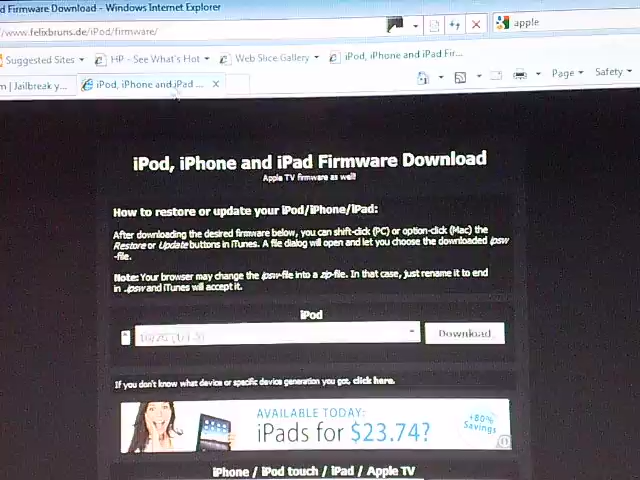 d Firmware Download - Windows Internet Explorer
/www.felixbruns.de/iPod/firmware/
apple
Suggested Sites
HP - See What's Hot
Web Slice Gallery
iPod, iPhone and iPad Fir...
m | Jailbreak y...
iPod, iPhone and iPad ...
Page
Safety
iPod, iPhone and iPad Firmware Download
Apple TV firmware as well!
How to restore or update your iPod/iPhone/iPad:
After downloading the desired firmware below, you can shift-click (PC) or option-click (Mac) the
Restore or Update buttons in iTunes. A file dialog will open and let you choose the downloaded ipsw
-file.
Note: Your browser may change the ipsw-file into a zip-file. In that case, just rename it to end
in .ipsw and iTunes will accept it.
iPod
Download
If you don't know what device or specific device generation you got, click here.
AVAILABLE TODAY:
iPads for $23.74?
+80%
Savings
iPhone / iPod touch / iPad / Apple TV